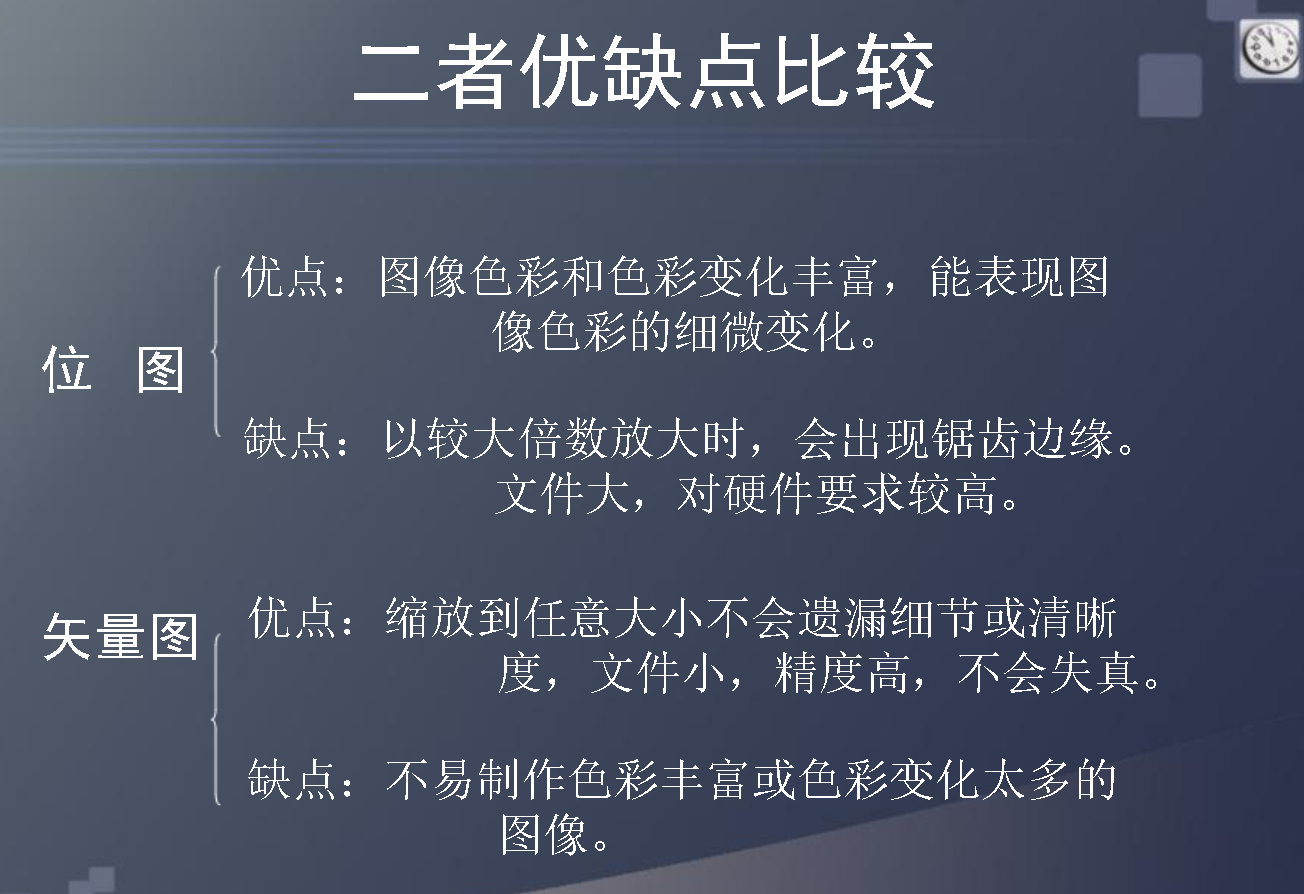 二者优缺点比较
优点：图像色彩和色彩变化丰富，能表现图
像色彩的细微变化。
位 图
缺点：以较大倍数放大时，会出现锯齿边缘。
文件大，对硬件要求较高。
矢量图
优点：缩放到任意大小不会遗漏细节或清晰
度，文件小，精度高，不会失真。
缺点：不易制作色彩丰富或色彩变化太多的
图像。